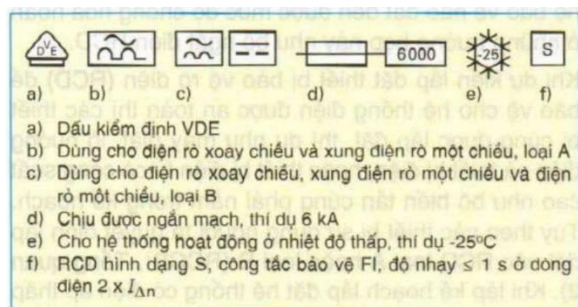 D V E
6000
-25
S
a) b) c) d) e) f)
a) Dấu kiểm định VDE
b) Dùng cho điện rò xoay chiều và xung điện rò một chiều, loại A
c) Dùng cho điện rò xoay chiều, xung điện rò một chiều và điện
rò một chiều, loại B
d) Chịu được ngắn mạch, thí dụ 6 kA
e) Cho hệ thống hoạt động ở nhiệt độ thấp, thí dụ -25ºC
f) RCD hình dạng S, công tắc bảo vệ FI, độ nhạy ≤ 1 s ở dòng
điện 2 x I∆n